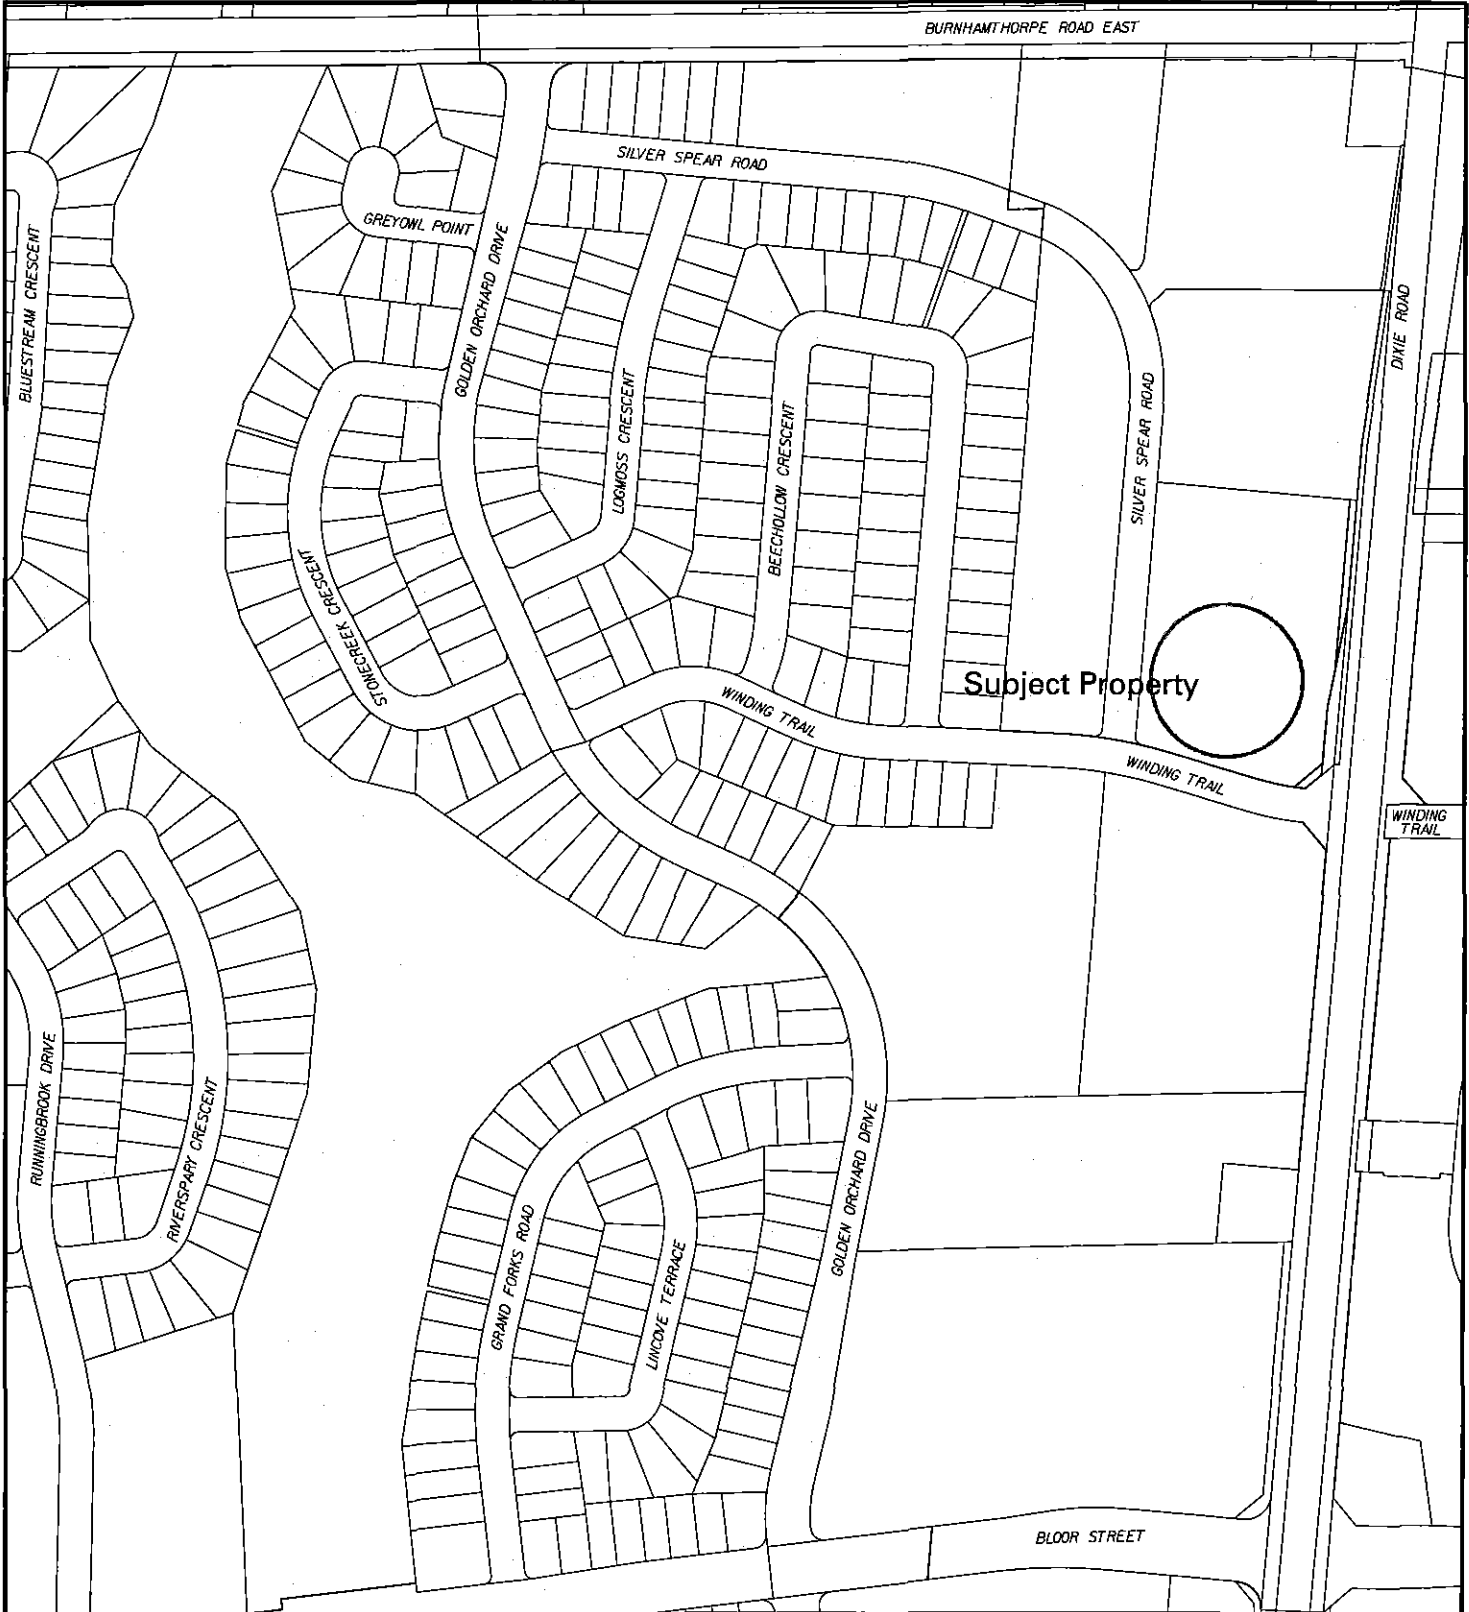 BURNHAMTHORPE ROAD EAST
SILVER SPEAR ROAD
GREYOWL POINT
GOLDEN ORCHARD DRIVE
BLUESTREAM CRESCENT
DIXIE ROAD
LOGMOSS CRESCENT
BEECHOLLOW CRESCENT
SILVER SPEAR ROAD
STONECREEK CRESCENT
Subject Property
WINDING TRAIL
WINDING TRAIL
WINDING
TRAIL
RUNNINGBROOK DRIVE
RIVERSPARY CRESCENT
GOLDEN ORCHARD DRIVE
GRAND FORKS ROAD
LINCOVE TERRACE
BLOOR STREET